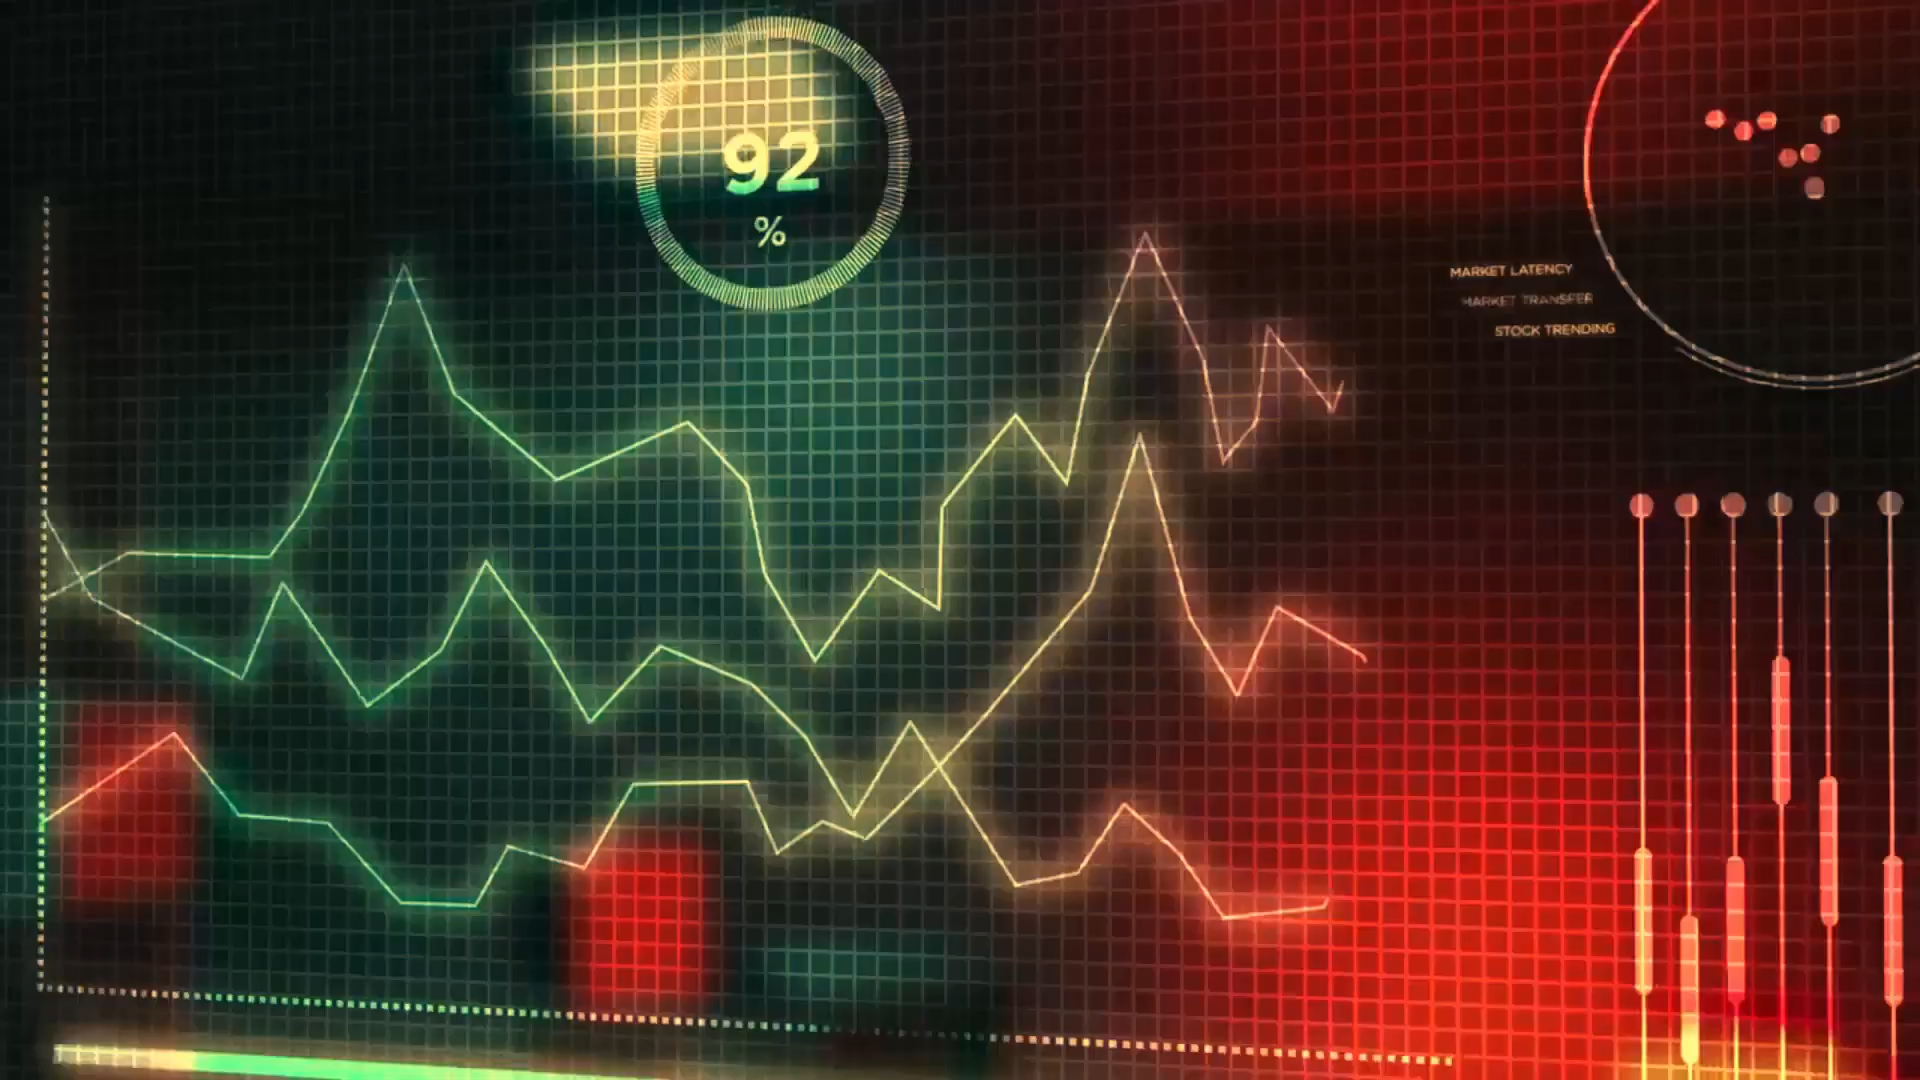 92
%
MARKET LATENCY
MARKET TRANSFER
STOCK TRENDING